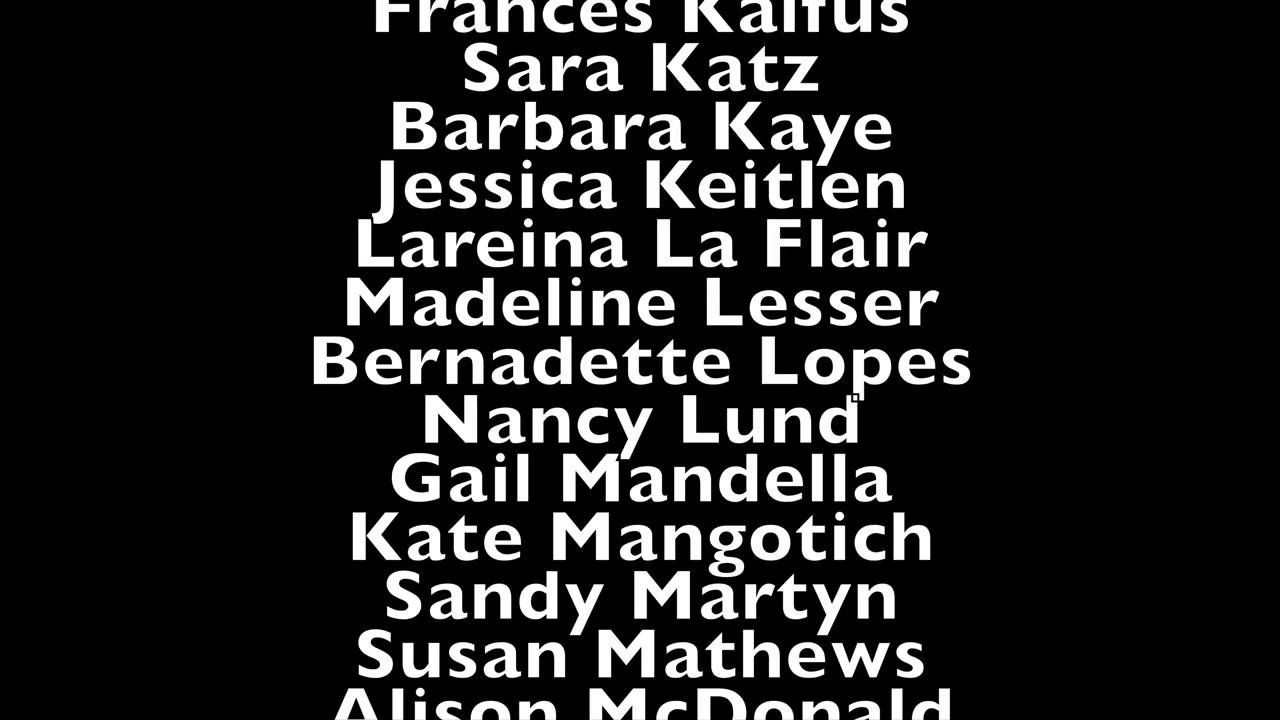 Frances Kalfus
Sara Katz
Barbara Kaye
Jessica Keitlen
Lareina La Flair
Madeline Lesser
Bernadette Lopes
Nancy Lund
Gail Mandella
Kate Mangotich
Sandy Martyn
Susan Mathews
Alison McDonald